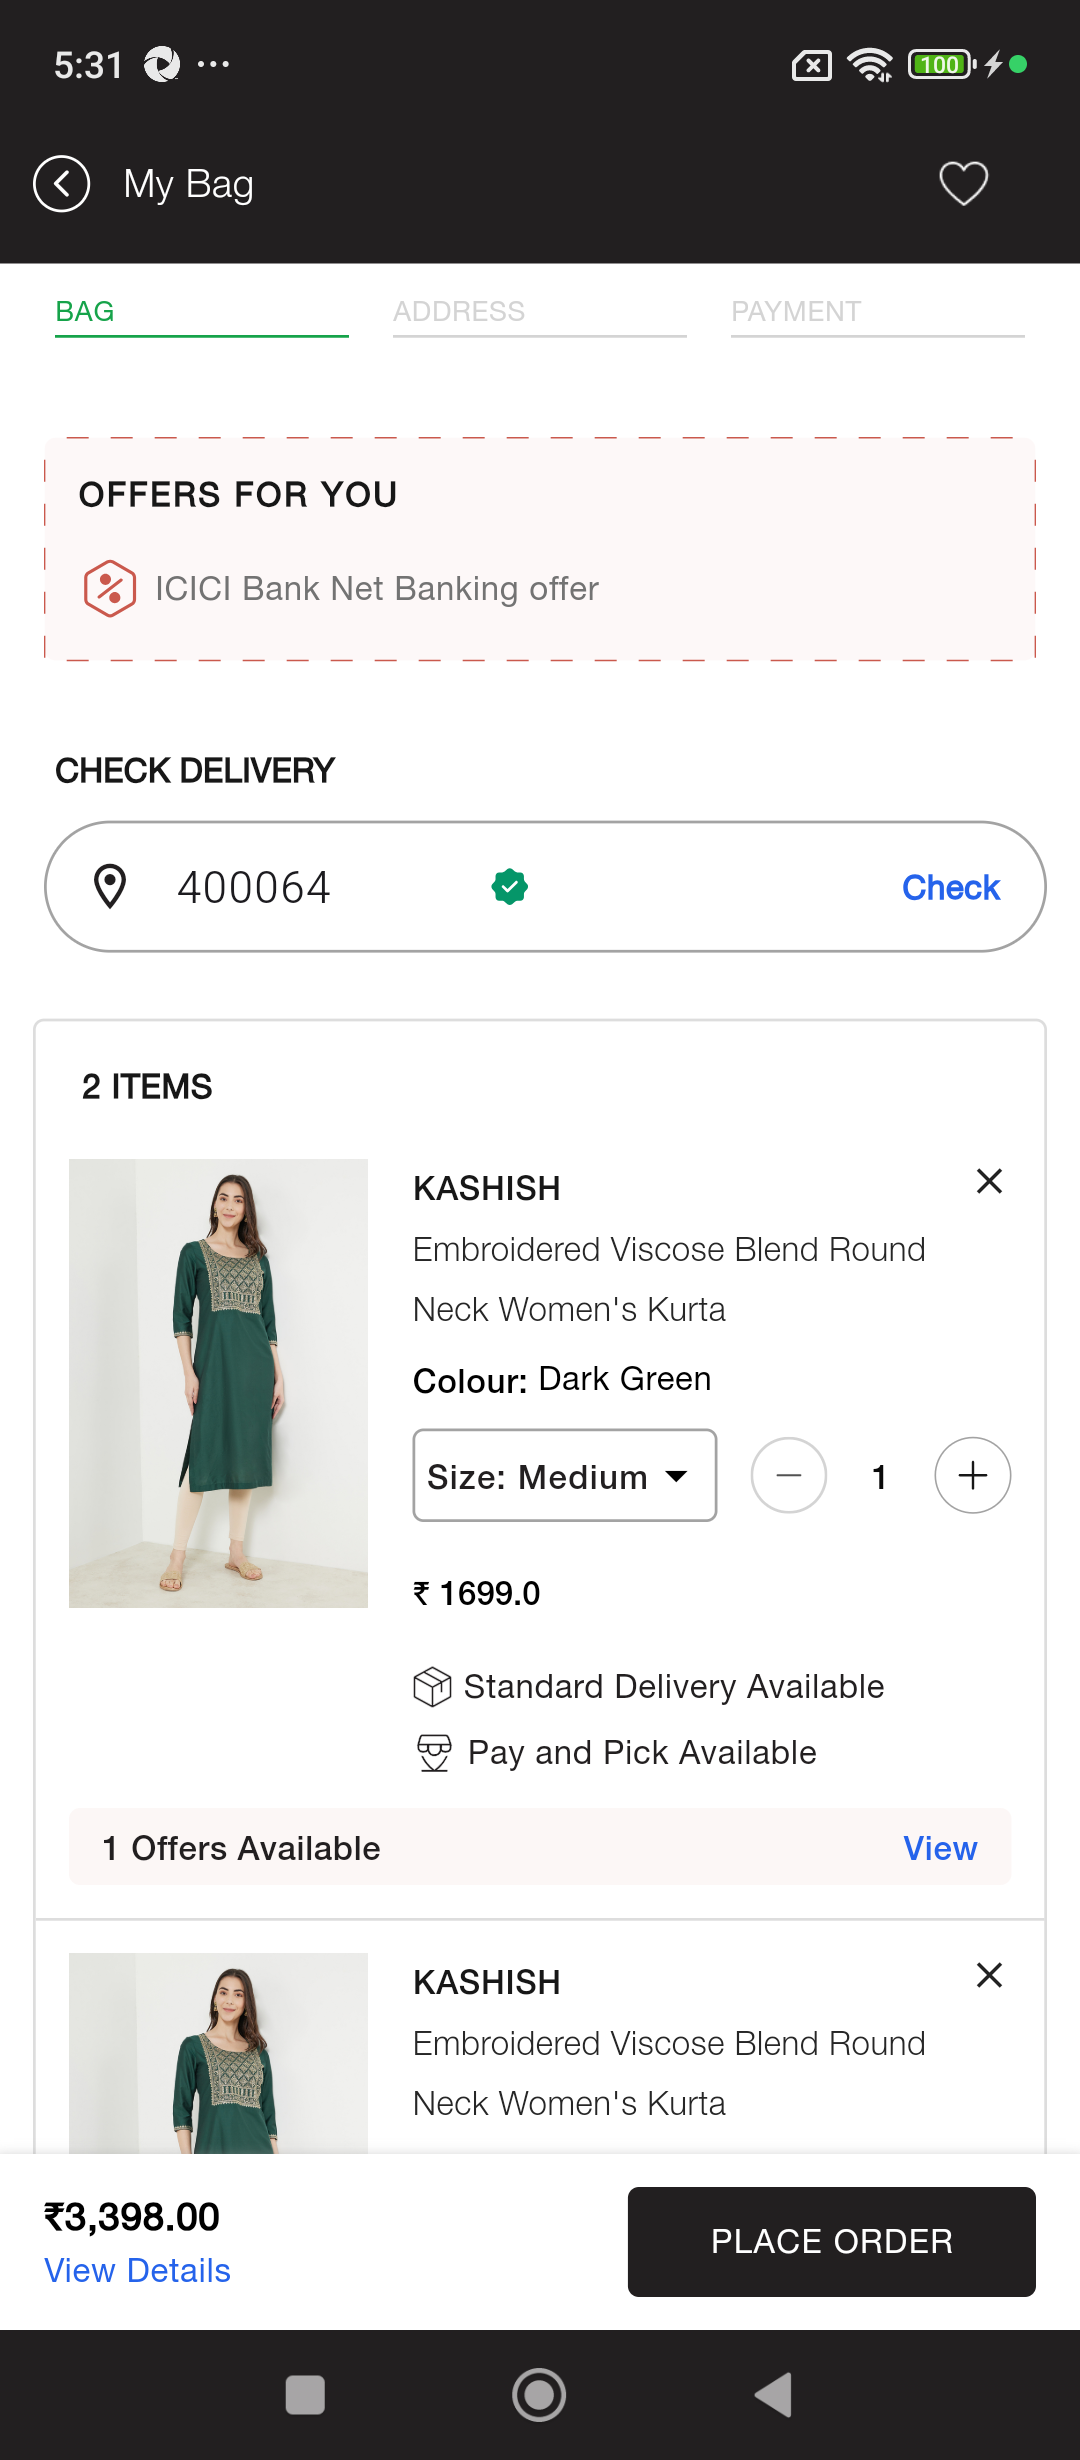 5:31
100
My Bag
BAG
ADDRESS
PAYMENT
OFFERS FOR YOU
ICICI Bank Net Banking offer
CHECK DELIVERY
400064
Check
2 ITEMS
KASHISH
Embroidered Viscose Blend Round
Neck Women's Kurta
Colour: Dark Green
Size: Medium
1
₹ 1699.0
Standard Delivery Available
Pay and Pick Available
1 Offers Available
View
KASHISH
Embroidered Viscose Blend Round
Neck Women's Kurta
₹3,398.00
View Details
PLACE ORDER